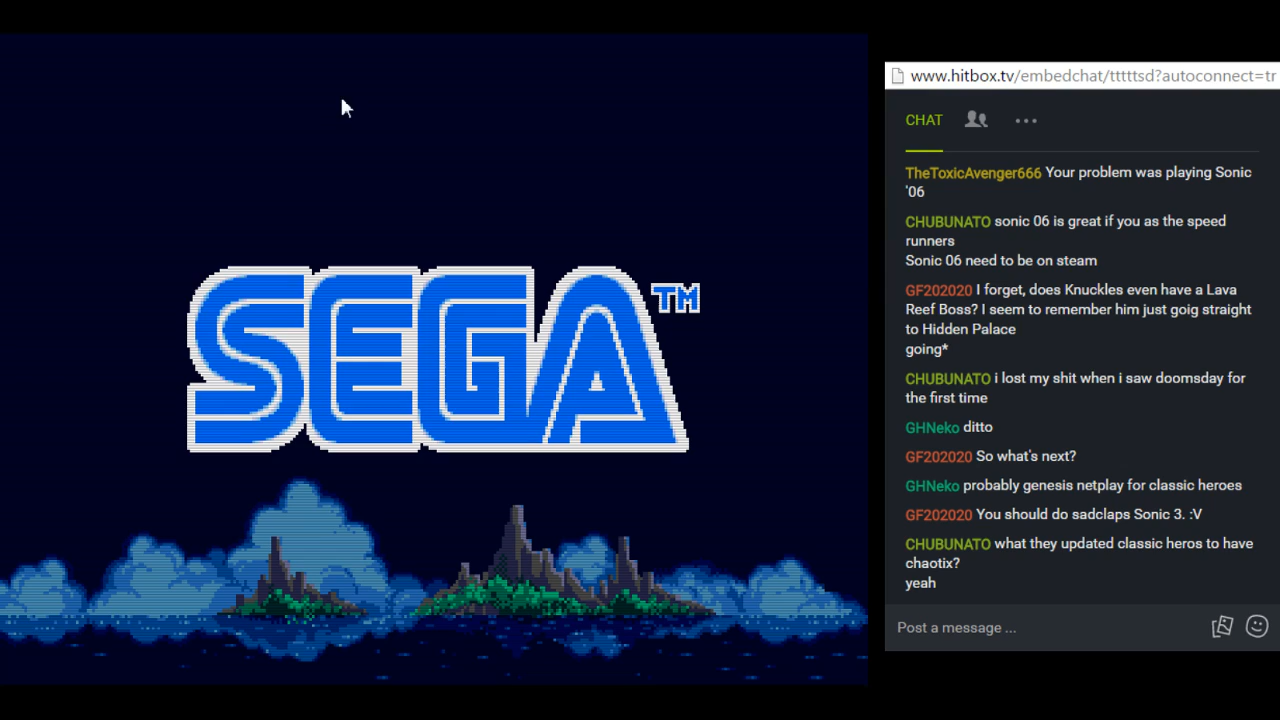 SEGA™
www.hitbox.tv/embedchat/tttttsd?autoconnect=tr
CHAT
TheToxicAvenger666 Your problem was playing Sonic
'06
CHUBUNATO sonic 06 is great if you as the speed
runners
Sonic 06 need to be on steam
GF202020 I forget, does Knuckles even have a Lava
Reef Boss? I seem to remember him just goig straight
to Hidden Palace
going*
CHUBUNATO i lost my shit when i saw doomsday for
the first time
GHNeko ditto
GF202020 So what's next?
GHNeko probably genesis netplay for classic heroes
GF202020 You should do sadclaps Sonic 3. :V
CHUBUNATO what they updated classic heros to have
chaotix?
yeah
Post a message ...